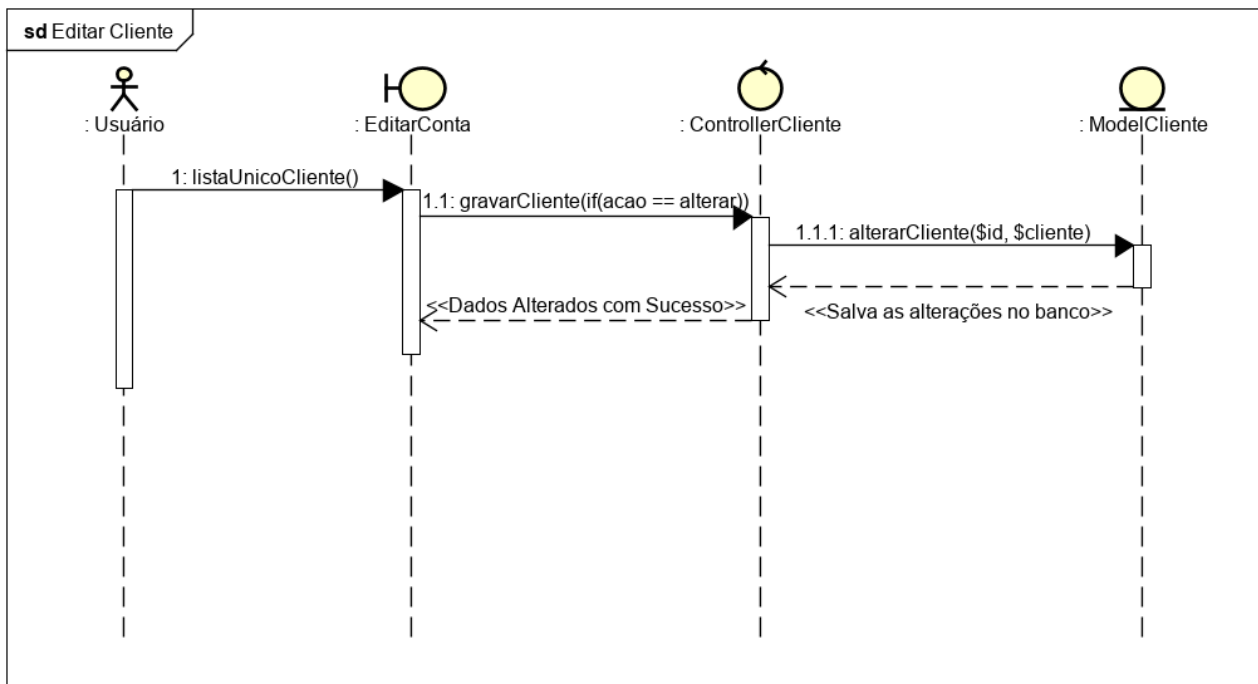 sd Editar Cliente
: Usuário
: EditarConta
: ControllerCliente
: ModelCliente
1: listaUnicoCliente()
1.1: gravarCliente(if(acao == alterar))
1.1.1: alterarCliente($id, $cliente)
<<Dados Alterados com Sucesso>>
<<Salva as alterações no banco>>